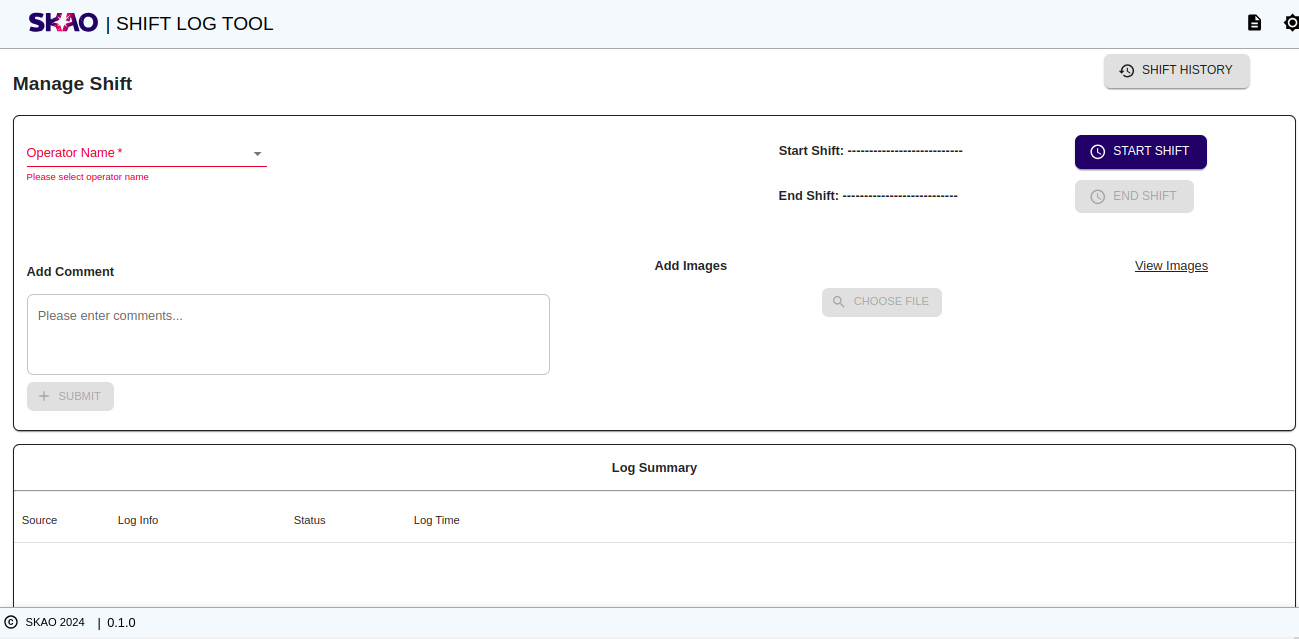 SKAO | SHIFT LOG TOOL
SHIFT HISTORY
Manage Shift
Operator Name *
Please select operator name
Start Shift: ---------------------------
START SHIFT
End Shift: ---------------------------
END SHIFT
Add Comment
Add Images
View Images
Please enter comments...
CHOOSE FILE
SUBMIT
Log Summary
Source Log Info Status Log Time
© SKAO 2024 | 0.1.0